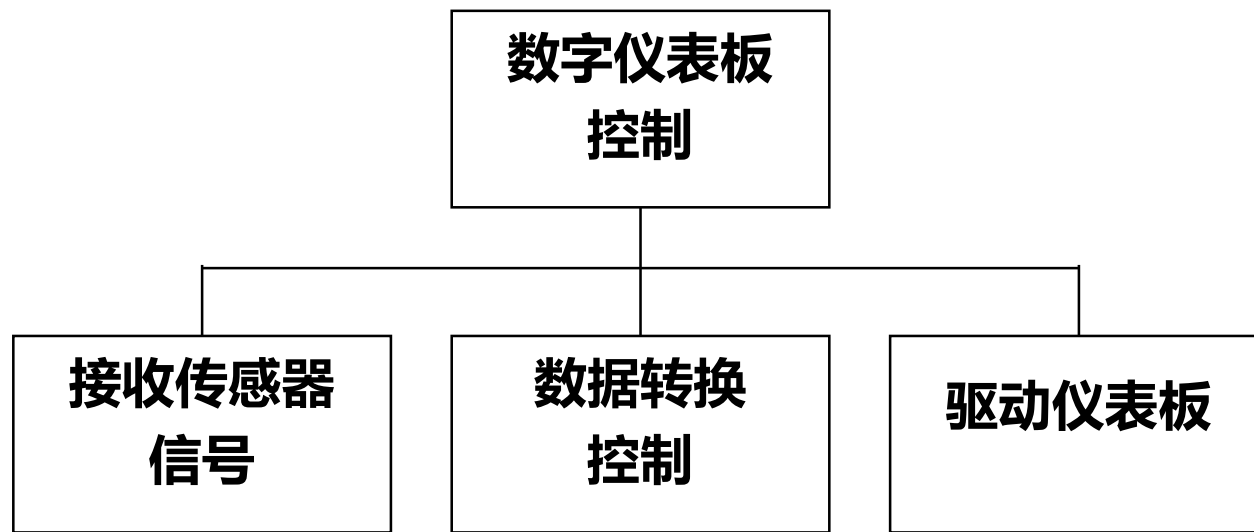 数字仪表板
控制
接收传感器
信号
数据转换
控制
驱动仪表板